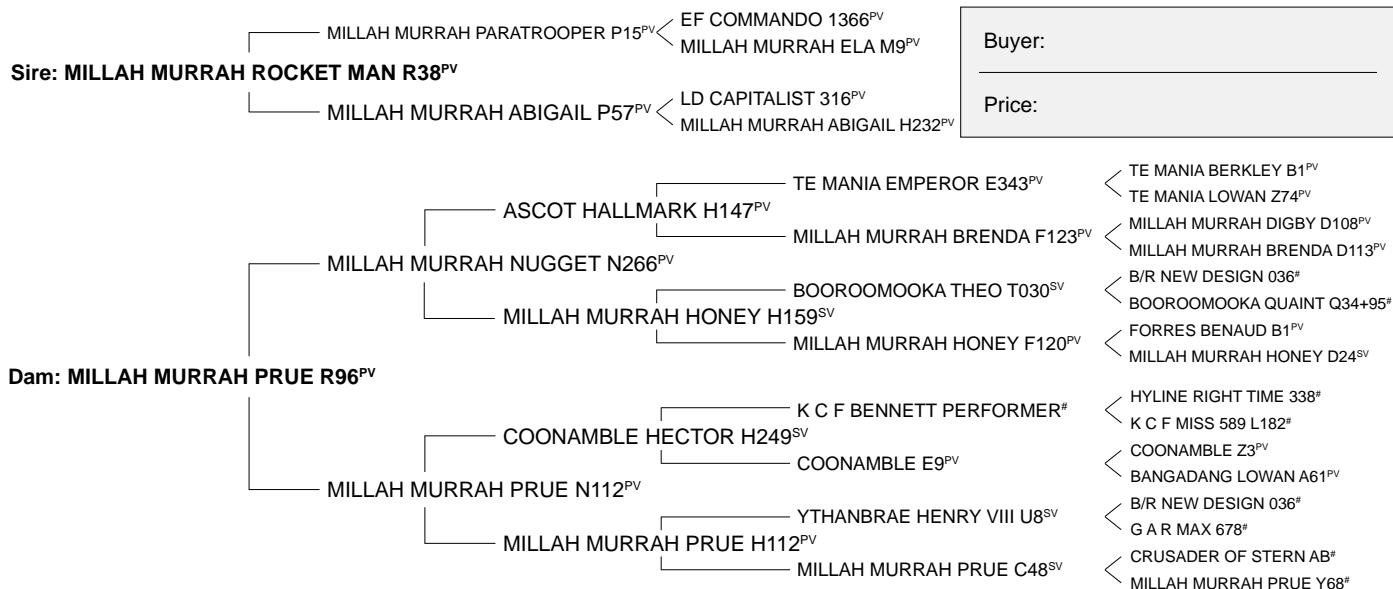 EF COMMANDO 1366PV
MILLAH MURRAH PARATROOPER P15PV
MILLAH MURRAH ELA M9PV
Sire: MILLAH MURRAH ROCKET MAN R38PV
LD CAPITALIST 316PV
MILLAH MURRAH ABIGAIL P57PV
MILLAH MURRAH ABIGAIL H232PV
Buyer:
Price:
TE MANIA BERKLEY B1PV
TE MANIA EMPEROR E343PV
TE MANIA LOWAN Z74PV
ASCOT HALLMARK H147PV
MILLAH MURRAH DIGBY D108PV
MILLAH MURRAH BRENDA F123PV
MILLAH MURRAH BRENDA D113PV
MILLAH MURRAH NUGGET N266PV
B/R NEW DESIGN 036#
BOOROOMOOKA THEO T030SV
BOOROOMOOKA QUAINT Q34+95#
MILLAH MURRAH HONEY H159SV
FORRES BENAUD B1PV
MILLAH MURRAH HONEY F120PV
MILLAH MURRAH HONEY D24SV
Dam: MILLAH MURRAH PRUE R96PV
HYLINE RIGHT TIME 338#
K C F BENNETT PERFORMER#
K C F MISS 589 L182#
COONAMBLE HECTOR H249SV
COONAMBLE Z3PV
COONAMBLE E9PV
BANGADANG LOWAN A61PV
MILLAH MURRAH PRUE N112PV
B/R NEW DESIGN 036#
YTHANBRAE HENRY VIII U8SV
G A R MAX 678#
MILLAH MURRAH PRUE H112PV
CRUSADER OF STERN AB#
MILLAH MURRAH PRUE C48SV
MILLAH MURRAH PRUE Y68#